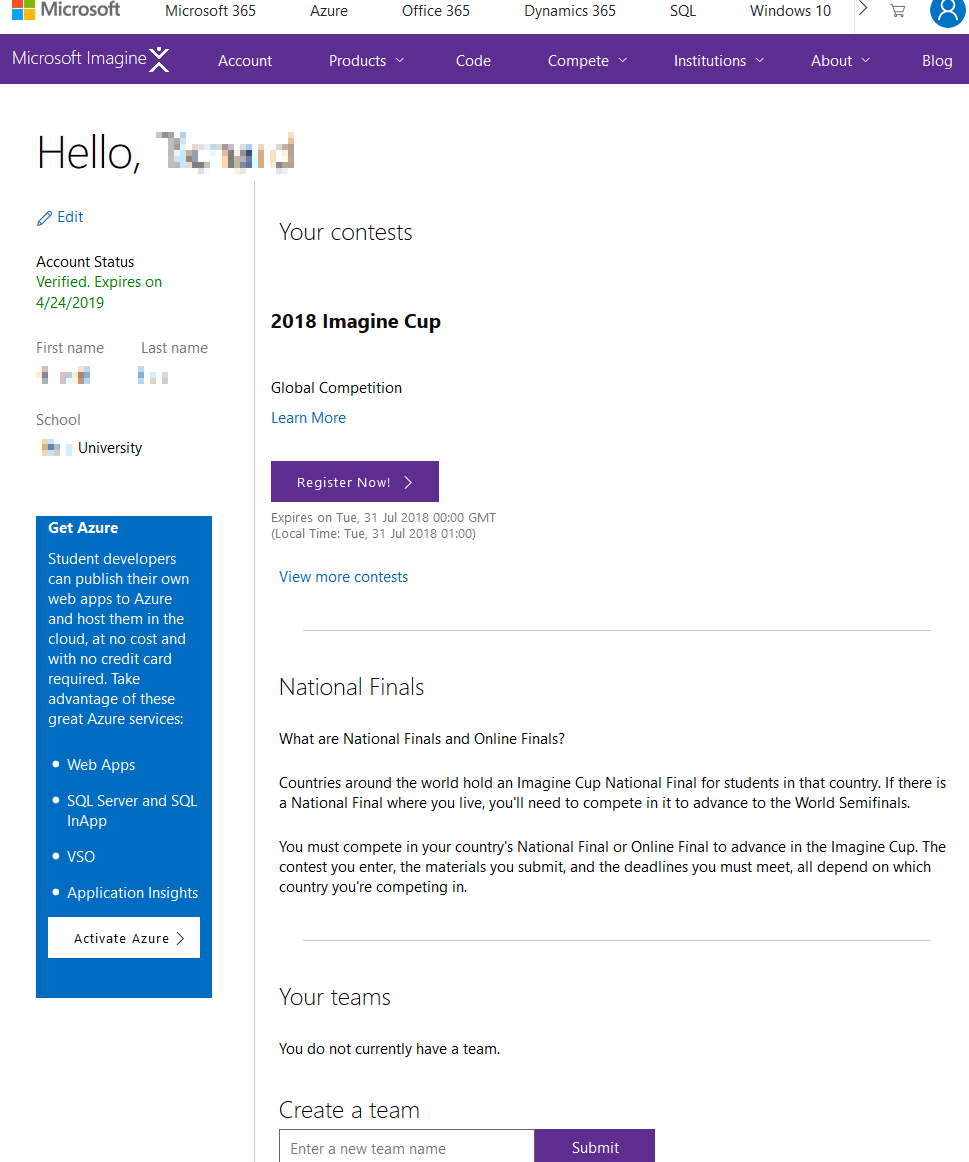 Microsoft Microsoft 365 Azure Office 365 Dynamics 365 SQL Windows 10
Microsoft Imagine Account Products Code Compete Institutions About Blog
Hello,
Edit
Account Status
Verified. Expires on
4/24/2019
First name Last name
School
University
Get Azure
Student developers
can publish their own
web apps to Azure
and host them in the
cloud, at no cost and
with no credit card
required. Take
advantage of these
great Azure services:
Web Apps
SQL Server and SQL
InApp
VSO
Application Insights
Activate Azure
Your contests
2018 Imagine Cup
Global Competition
Learn More
Register Now!
Expires on Tue, 31 Jul 2018 00:00 GMT
(Local Time: Tue, 31 Jul 2018 01:00)
View more contests
National Finals
What are National Finals and Online Finals?
Countries around the world hold an Imagine Cup National Final for students in that country. If there is
a National Final where you live, you'll need to compete in it to advance to the World Semifinals.
You must compete in your country's National Final or Online Final to advance in the Imagine Cup. The
contest you enter, the materials you submit, and the deadlines you must meet, all depend on which
country you're competing in.
Your teams
You do not currently have a team.
Create a team
Enter a new team name Submit